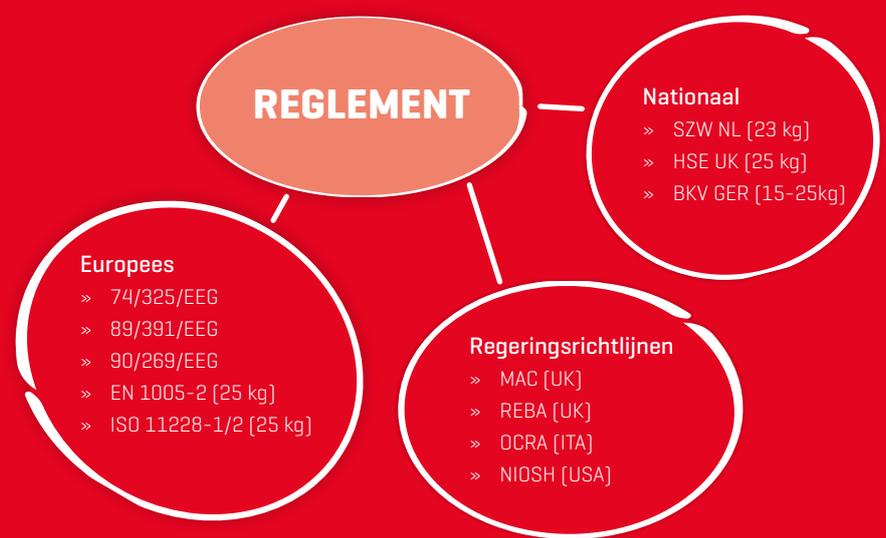 REGLEMENT
Nationaal
» SZW NL (23 kg)
» HSE UK (25 kg)
» BKV GER (15-25kg)
Europees
» 74/325/EEG
» 89/391/EEG
» 90/269/EEG
» EN 1005-2 (25 kg)
» ISO 11228-1/2 (25 kg)
Regeringsrichtlijnen
» MAC (UK)
» REBA (UK)
» OCRA (ITA)
» NIOSH (USA)